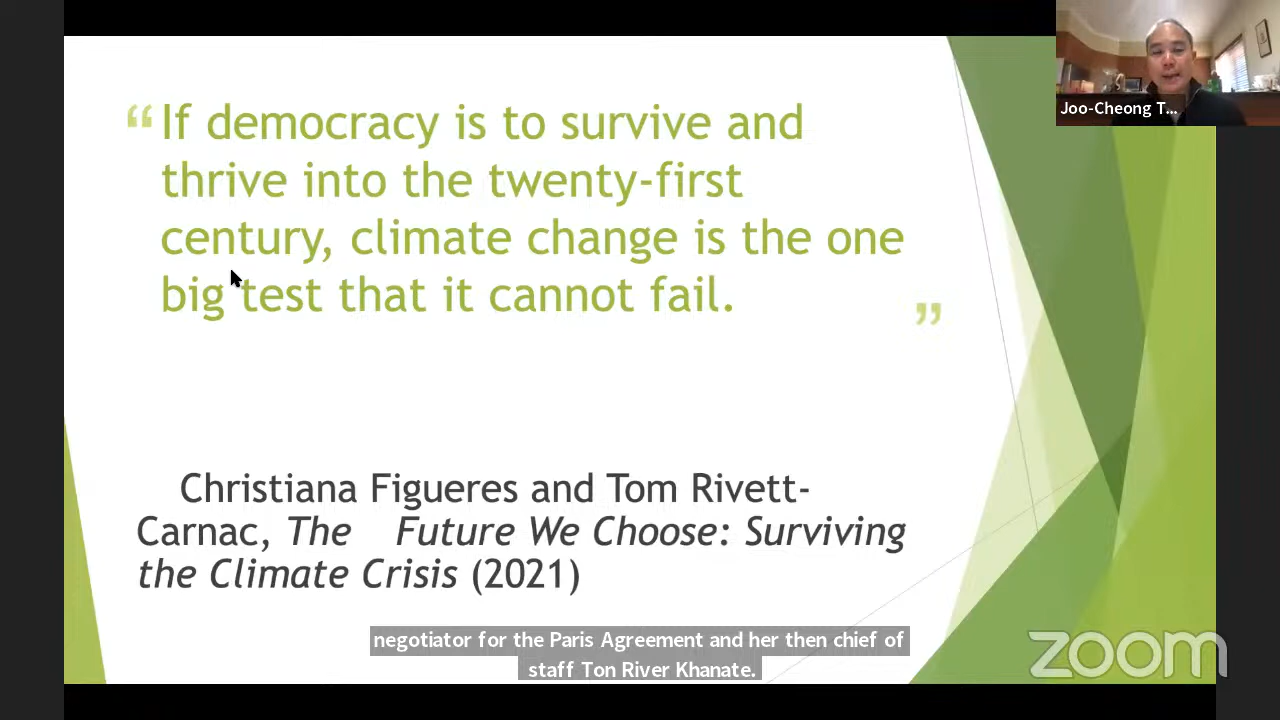 “If democracy is to survive and
thrive into the twenty-first
century, climate change is the one
big test that it cannot fail.
”
Christiana Figueres and Tom Rivett-
Carnac, The Future We Choose: Surviving
the Climate Crisis (2021)
negotiator for the Paris Agreement and her then chief of
staff Ton River Khanate.
Joo-Cheong T...
zoom